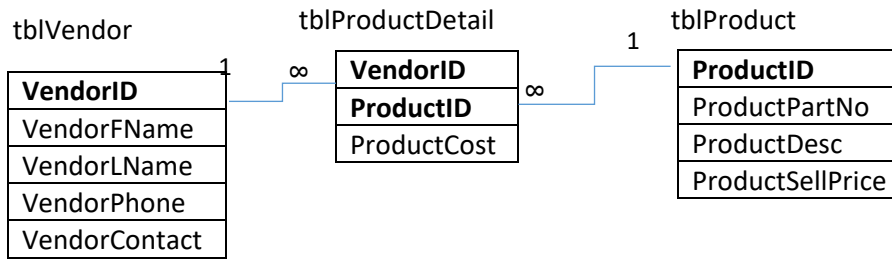 tblVendor
1
VendorID
VendorFName
VendorLName
VendorPhone
VendorContact
tblProductDetail
∞
VendorID
ProductID
ProductCost
∞
tblProduct
1
ProductID
ProductPartNo
ProductDesc
ProductSellPrice